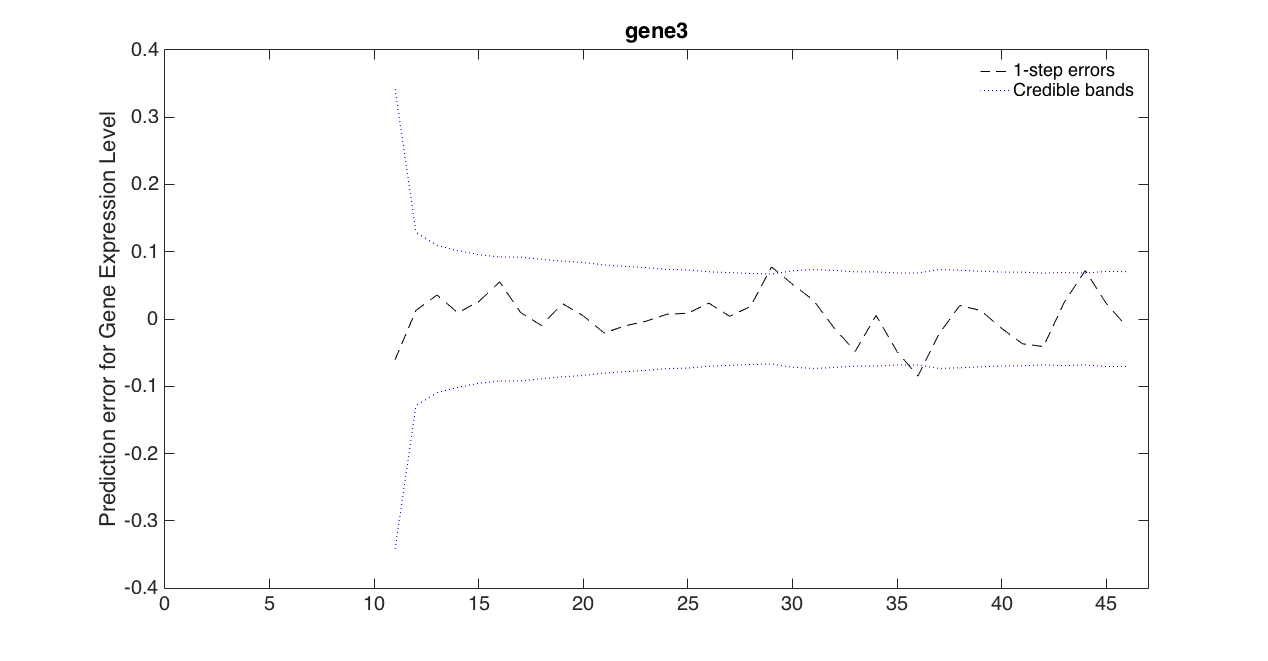 gene3
1-step errors
Credible bands
Prediction error for Gene Expression Level
0.4
0.3
0.2
0.1
0
-0.1
-0.2
-0.3
-0.4
0 5 10 15 20 25 30 35 40 45